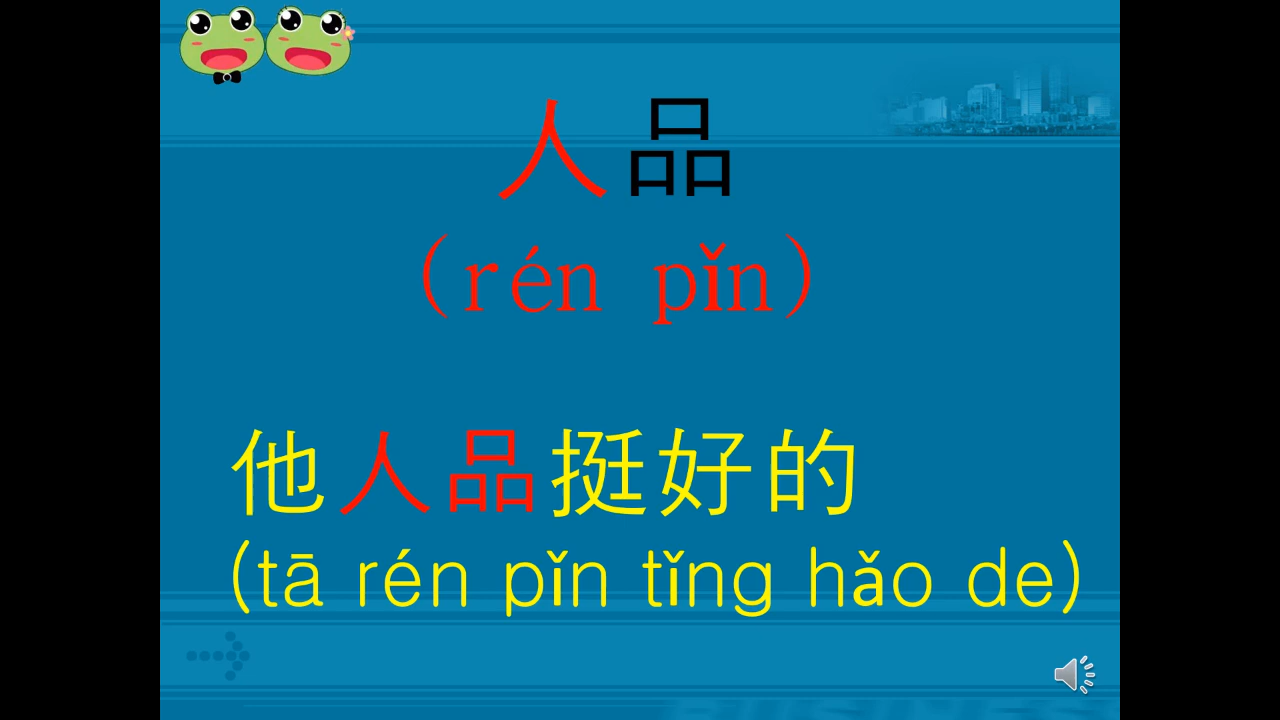 人品
(rén pǐn)
他人品挺好的
(tā rén pǐn tǐng hǎo de)